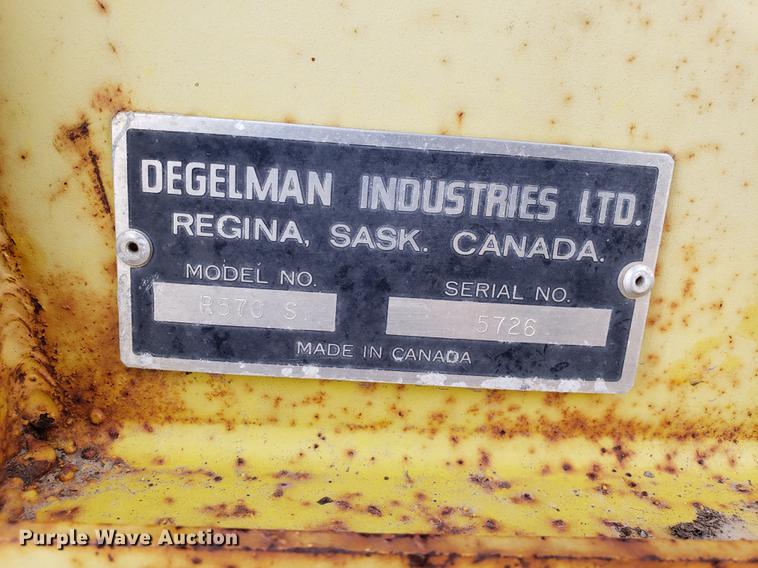 DEGELMAN INDUSTRIES LTD.
REGINA, SASK. CANADA.
MODEL NO.
SERIAL NO.
R570 S
5726
MADE IN CANADA
Purple Wave Auction